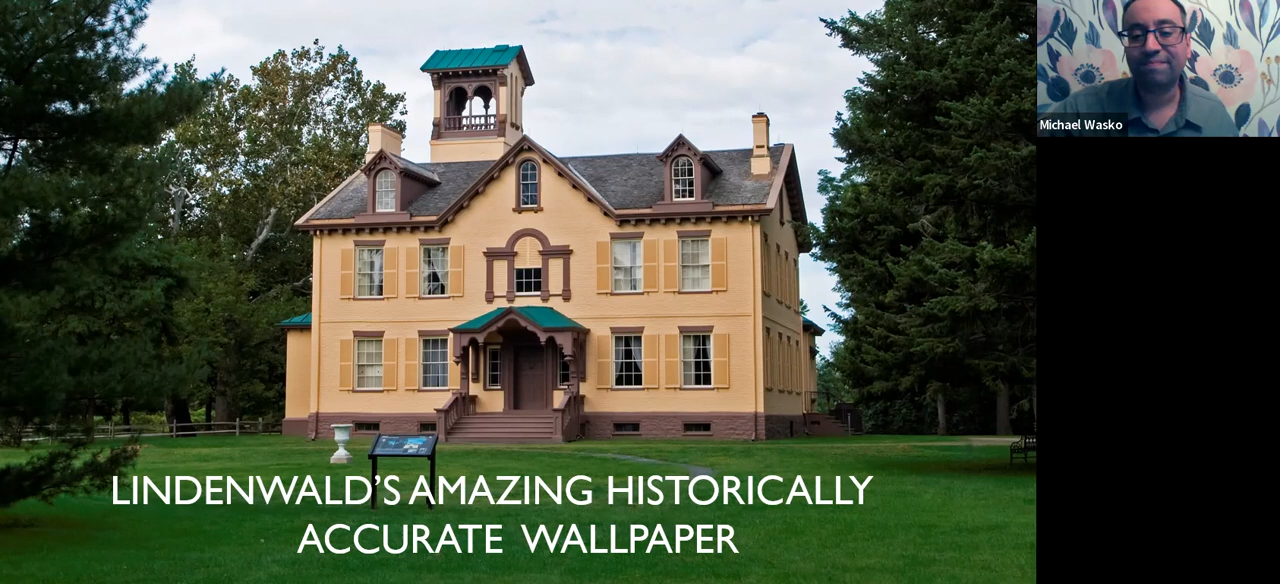 Michael Wasko
LINDENWALD’S AMAZING HISTORICALLY
ACCURATE WALLPAPER